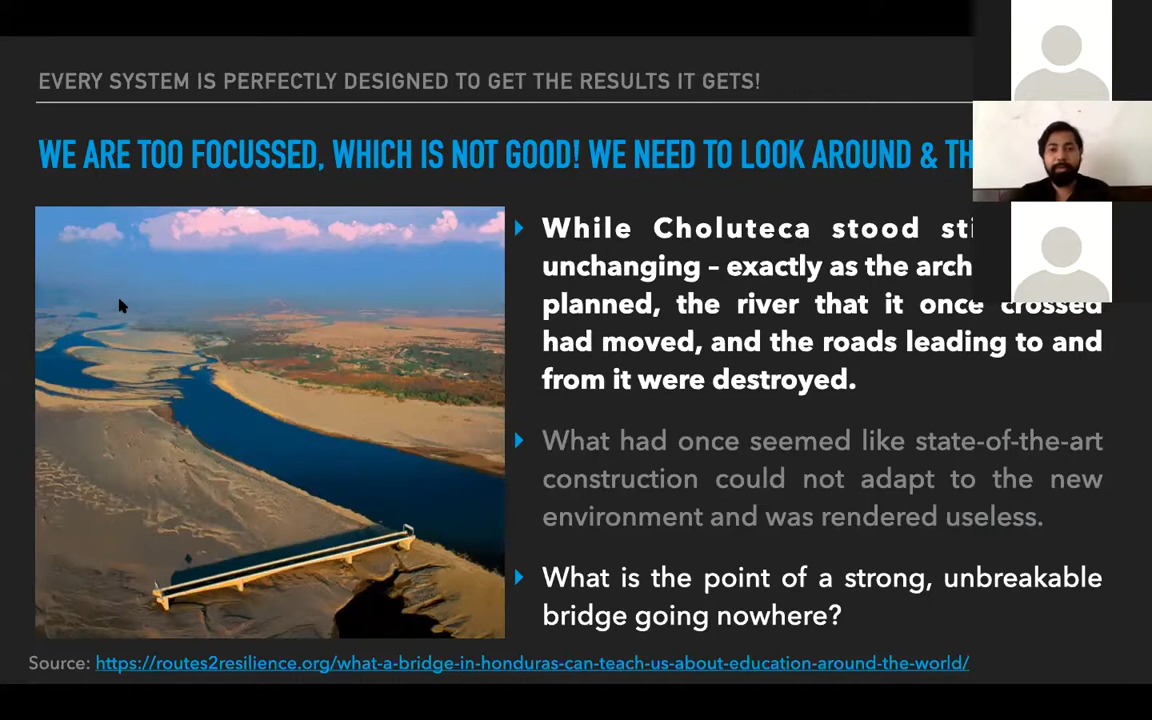 EVERY SYSTEM IS PERFECTLY DESIGNED TO GET THE RESULTS IT GETS!
WE ARE TOO FOCUSSED, WHICH IS NOT GOOD! WE NEED TO LOOK AROUND &
While Choluteca stood
unchanging – exactly as the
planned, the river that it once crossed
had moved, and the roads leading to and
from it were destroyed.
What had once seemed like state-of-the-art
construction could not adapt to the new
environment and was rendered useless.
What is the point of a strong, unbreakable
bridge going nowhere?
Source: https://routes2resilience.org/what-a-bridge-in-honduras-can-teach-us-about-education-around-the-world/